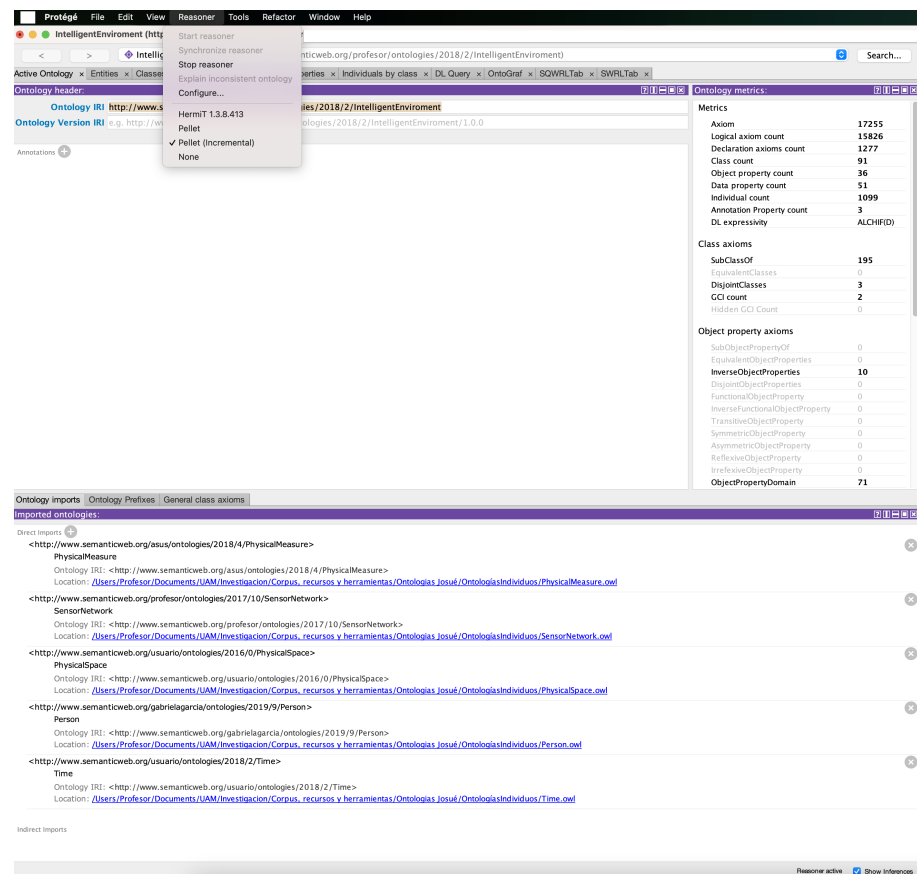 Protégé File Edit View Reasoner Tools Refactor Window Help
IntelligentEnviroment (http
Start reasoner
Synchronize reasoner
Stop reasoner
Explain inconsistent ontology
Configure...
HermiT 1.3.8.413
Pellet
✓ Pellet (Incremental)
None
< > Intellig nticweb.org/profesor/ontologies/2018/2/IntelligentEnviroment) Search...
Active Ontology × Entities × Classes perties × Individuals by class × DL Query × OntoGraf × SQWRLTab × SWRLTab ×
Ontology header:
Ontology IRI http://www.s gies/2018/2/IntelligentEnviroment
Ontology Version IRI e.g. http://ww ologies/2018/2/IntelligentEnviroment/1.0.0
Annotations +
Ontology metrics:
Metrics
Axiom 17255
Logical axiom count 15826
Declaration axioms count 1277
Class count 91
Object property count 36
Data property count 51
Individual count 1099
Annotation Property count 3
DL expressivity ALCHIF(D)
Class axioms
SubClassOf 195
EquivalentClasses 0
DisjointClasses 3
GCI count 2
Hidden GCI Count 0
Object property axioms
SubObjectPropertyOf 0
EquivalentObjectProperties 0
InverseObjectProperties 10
DisjointObjectProperties 0
FunctionalObjectProperty 0
InverseFunctionalObjectProperty 0
TransitiveObjectProperty 0
SymmetricObjectProperty 0
AsymmetricObjectProperty 0
ReflexiveObjectProperty 0
IrrefexiveObjectProperty 0
ObjectPropertyDomain 71
Ontology imports Ontology Prefixes General class axioms
Imported ontologies:
Direct Imports +
<http://www.semanticweb.org/asus/ontologies/2018/4/PhysicalMeasure>
PhysicalMeasure
Ontology IRI: <http://www.semanticweb.org/asus/ontologies/2018/4/PhysicalMeasure>
Location: /Users/Profesor/Documents/UAM/Investigacion/Corpus, recursos y herramientas/Ontologias Josué/OntologíasIndividuos/PhysicalMeasure.owl
<http://www.semanticweb.org/profesor/ontologies/2017/10/SensorNetwork>
SensorNetwork
Ontology IRI: <http://www.semanticweb.org/profesor/ontologies/2017/10/SensorNetwork>
Location: /Users/Profesor/Documents/UAM/Investigacion/Corpus, recursos y herramientas/Ontologias Josué/OntologíasIndividuos/SensorNetwork.owl
<http://www.semanticweb.org/usuario/ontologies/2016/0/PhysicalSpace>
PhysicalSpace
Ontology IRI: <http://www.semanticweb.org/usuario/ontologies/2016/0/PhysicalSpace>
Location: /Users/Profesor/Documents/UAM/Investigacion/Corpus, recursos y herramientas/Ontologias Josué/OntologíasIndividuos/PhysicalSpace.owl
<http://www.semanticweb.org/gabrielagarcia/ontologies/2019/9/Person>
Person
Ontology IRI: <http://www.semanticweb.org/gabrielagarcia/ontologies/2019/9/Person>
Location: /Users/Profesor/Documents/UAM/Investigacion/Corpus, recursos y herramientas/Ontologias Josué/OntologíasIndividuos/Person.owl
<http://www.semanticweb.org/usuario/ontologies/2018/2/Time>
Time
Ontology IRI: <http://www.semanticweb.org/usuario/ontologies/2018/2/Time>
Location: /Users/Profesor/Documents/UAM/Investigacion/Corpus, recursos y herramientas/Ontologias Josué/OntologíasIndividuos/Time.owl
Indirect Imports
Reasoner active Show Inferences